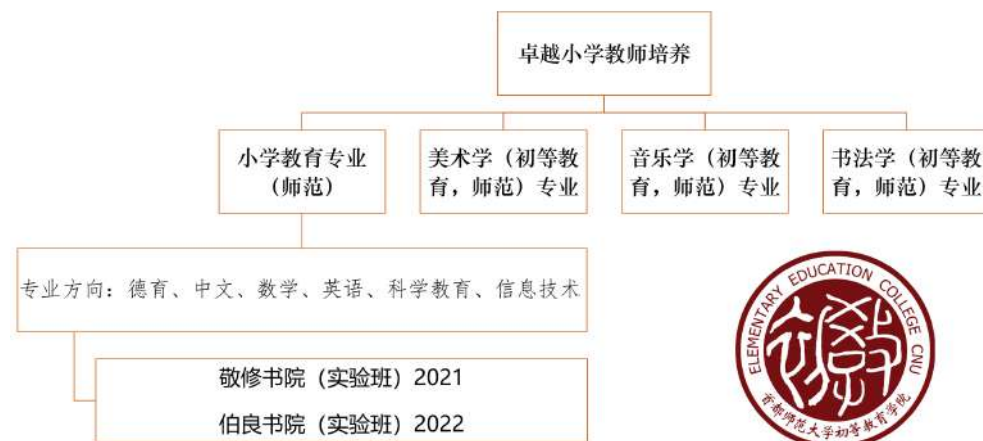 卓越小学教师培养
小学教育专业
（师范）
美术学（初等教
育，师范）专业
音乐学（初等教
育，师范）专业
书法学（初等教
育，师范）专业
专业方向：德育、中文、数学、英语、科学教育、信息技术
敬修书院（实验班）2021
伯良书院（实验班）2022
ELEMENTARY EDUCATION COLLEGE CNU
初教
首都师范大学初等教育学院